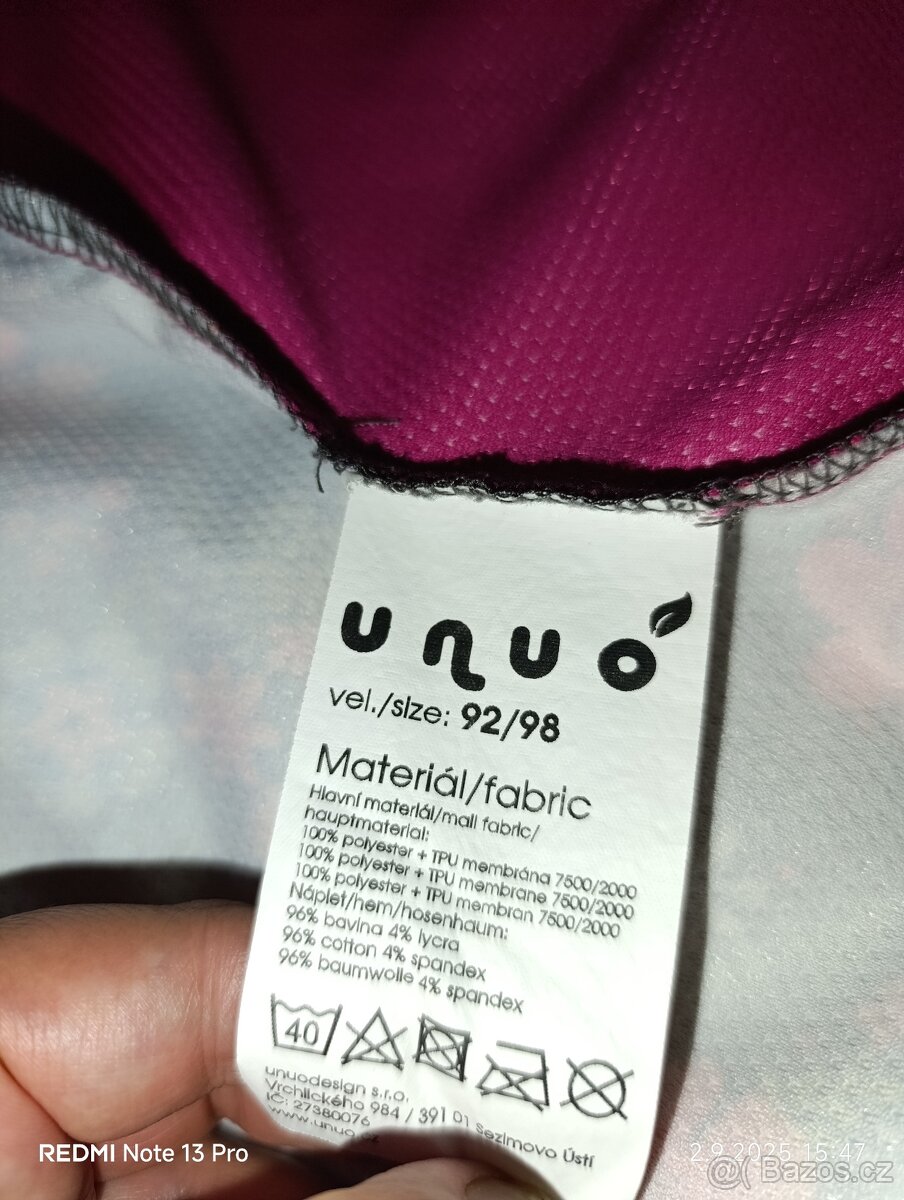 unuo
vel./size: 92/98
Materiál/fabric
Hlavní materiál/mail fabric/
hauptmaterial:
100% polyester + TPU membrána 7500/2000
100% polyester + TPU membrane 7500/2000
100% polyester + TPU membran 7500/2000
Náplet/hem/hosenhaum:
96% bavlna 4% lycra
96% cotton 4% spandex
96% baumwolle 4% spandex
40
unuodesign s.r.o.
Vrchlického 984 / 391 01 Sezimovo Ústí
IČ: 27380076
www.unuo.cz
REDMI Note 13 Pro
2.9.2025 15:47
@ Bazos.cz